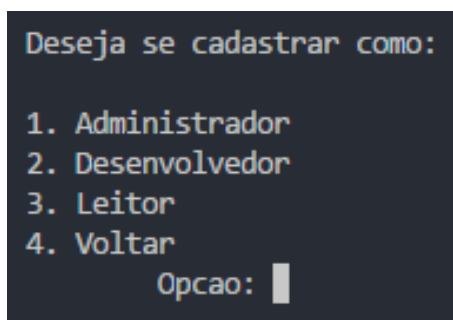 Deseja se cadastrar como:
1. Administrador
2. Desenvolvedor
3. Leitor
4. Voltar
Opcao: